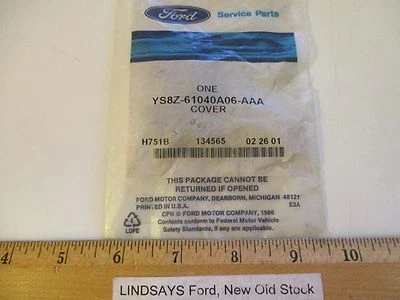 Ford Service Parts
ONE
YS8Z-61040A06-AAA
COVER
H751B 134565 02 26 01
THIS PACKAGE CANNOT BE
RETURNED IF OPENED
FORD MOTOR COMPANY, DEARBORN, MICHIGAN 48121
PRINTED IN U.S.A. E3A
CPR © FORD MOTOR COMPANY, 1986
Contents conform to Federal Motor Vehicle
Safety Standards, if any are applicable.
4
LDPE
4 5 6 7 8 9 10
LINDSAYS Ford, New Old Stock